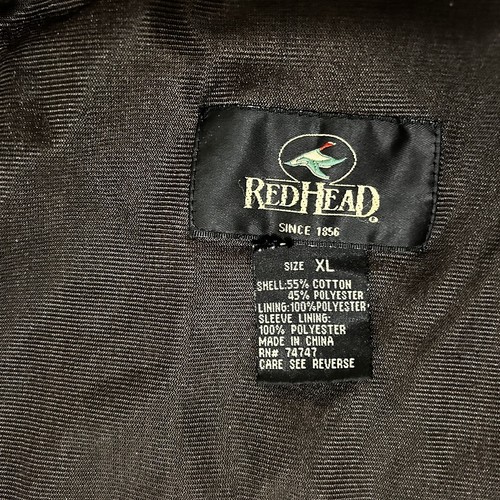 REDHEAD
SINCE 1856
SIZE XL
SHELL:55% COTTON
45% POLYESTER
LINING:100%POLYESTER
SLEEVE LINING:
100% POLYESTER
MADE IN CHINA
RN# 74747
CARE SEE REVERSE